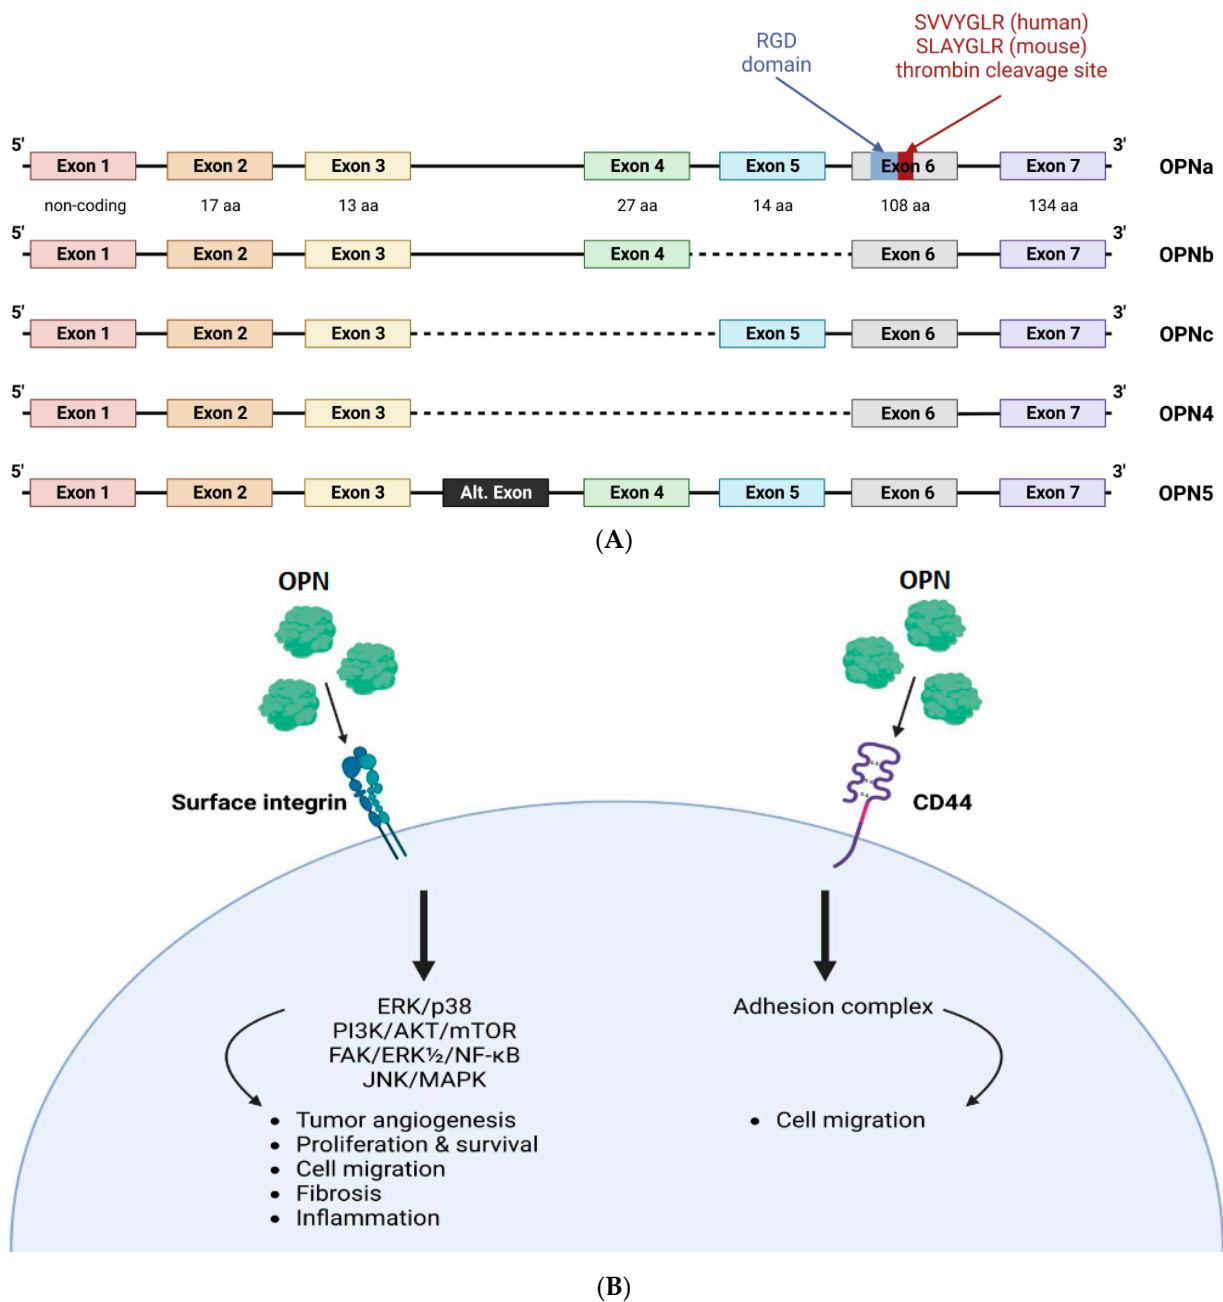 SVVYGLR (human)
SLAYGLR (mouse)
thrombin cleavage site
RGD
domain
5'
Exon 1
Exon 2
Exon 3
Exon 4
Exon 5
Exon 6
Exon 7
3'
OPNa
non-coding
17 aa
13 aa
27 aa
14 aa
108 aa
134 aa
5'
Exon 1
Exon 2
Exon 3
Exon 4
Exon 6
Exon 7
3'
OPNb
5'
Exon 1
Exon 2
Exon 3
Exon 5
Exon 6
Exon 7
3'
OPNc
5'
Exon 1
Exon 2
Exon 3
Exon 6
Exon 7
3'
OPN4
5'
Exon 1
Exon 2
Exon 3
Alt. Exon
Exon 4
Exon 5
Exon 6
Exon 7
3'
OPN5
(A)
OPN
OPN
Surface integrin
CD44
ERK/p38
PI3K/AKT/mTOR
FAK/ERK½/NF-κB
JNK/MAPK
• Tumor angiogenesis
• Proliferation & survival
• Cell migration
• Fibrosis
• Inflammation
Adhesion complex
• Cell migration
(B)